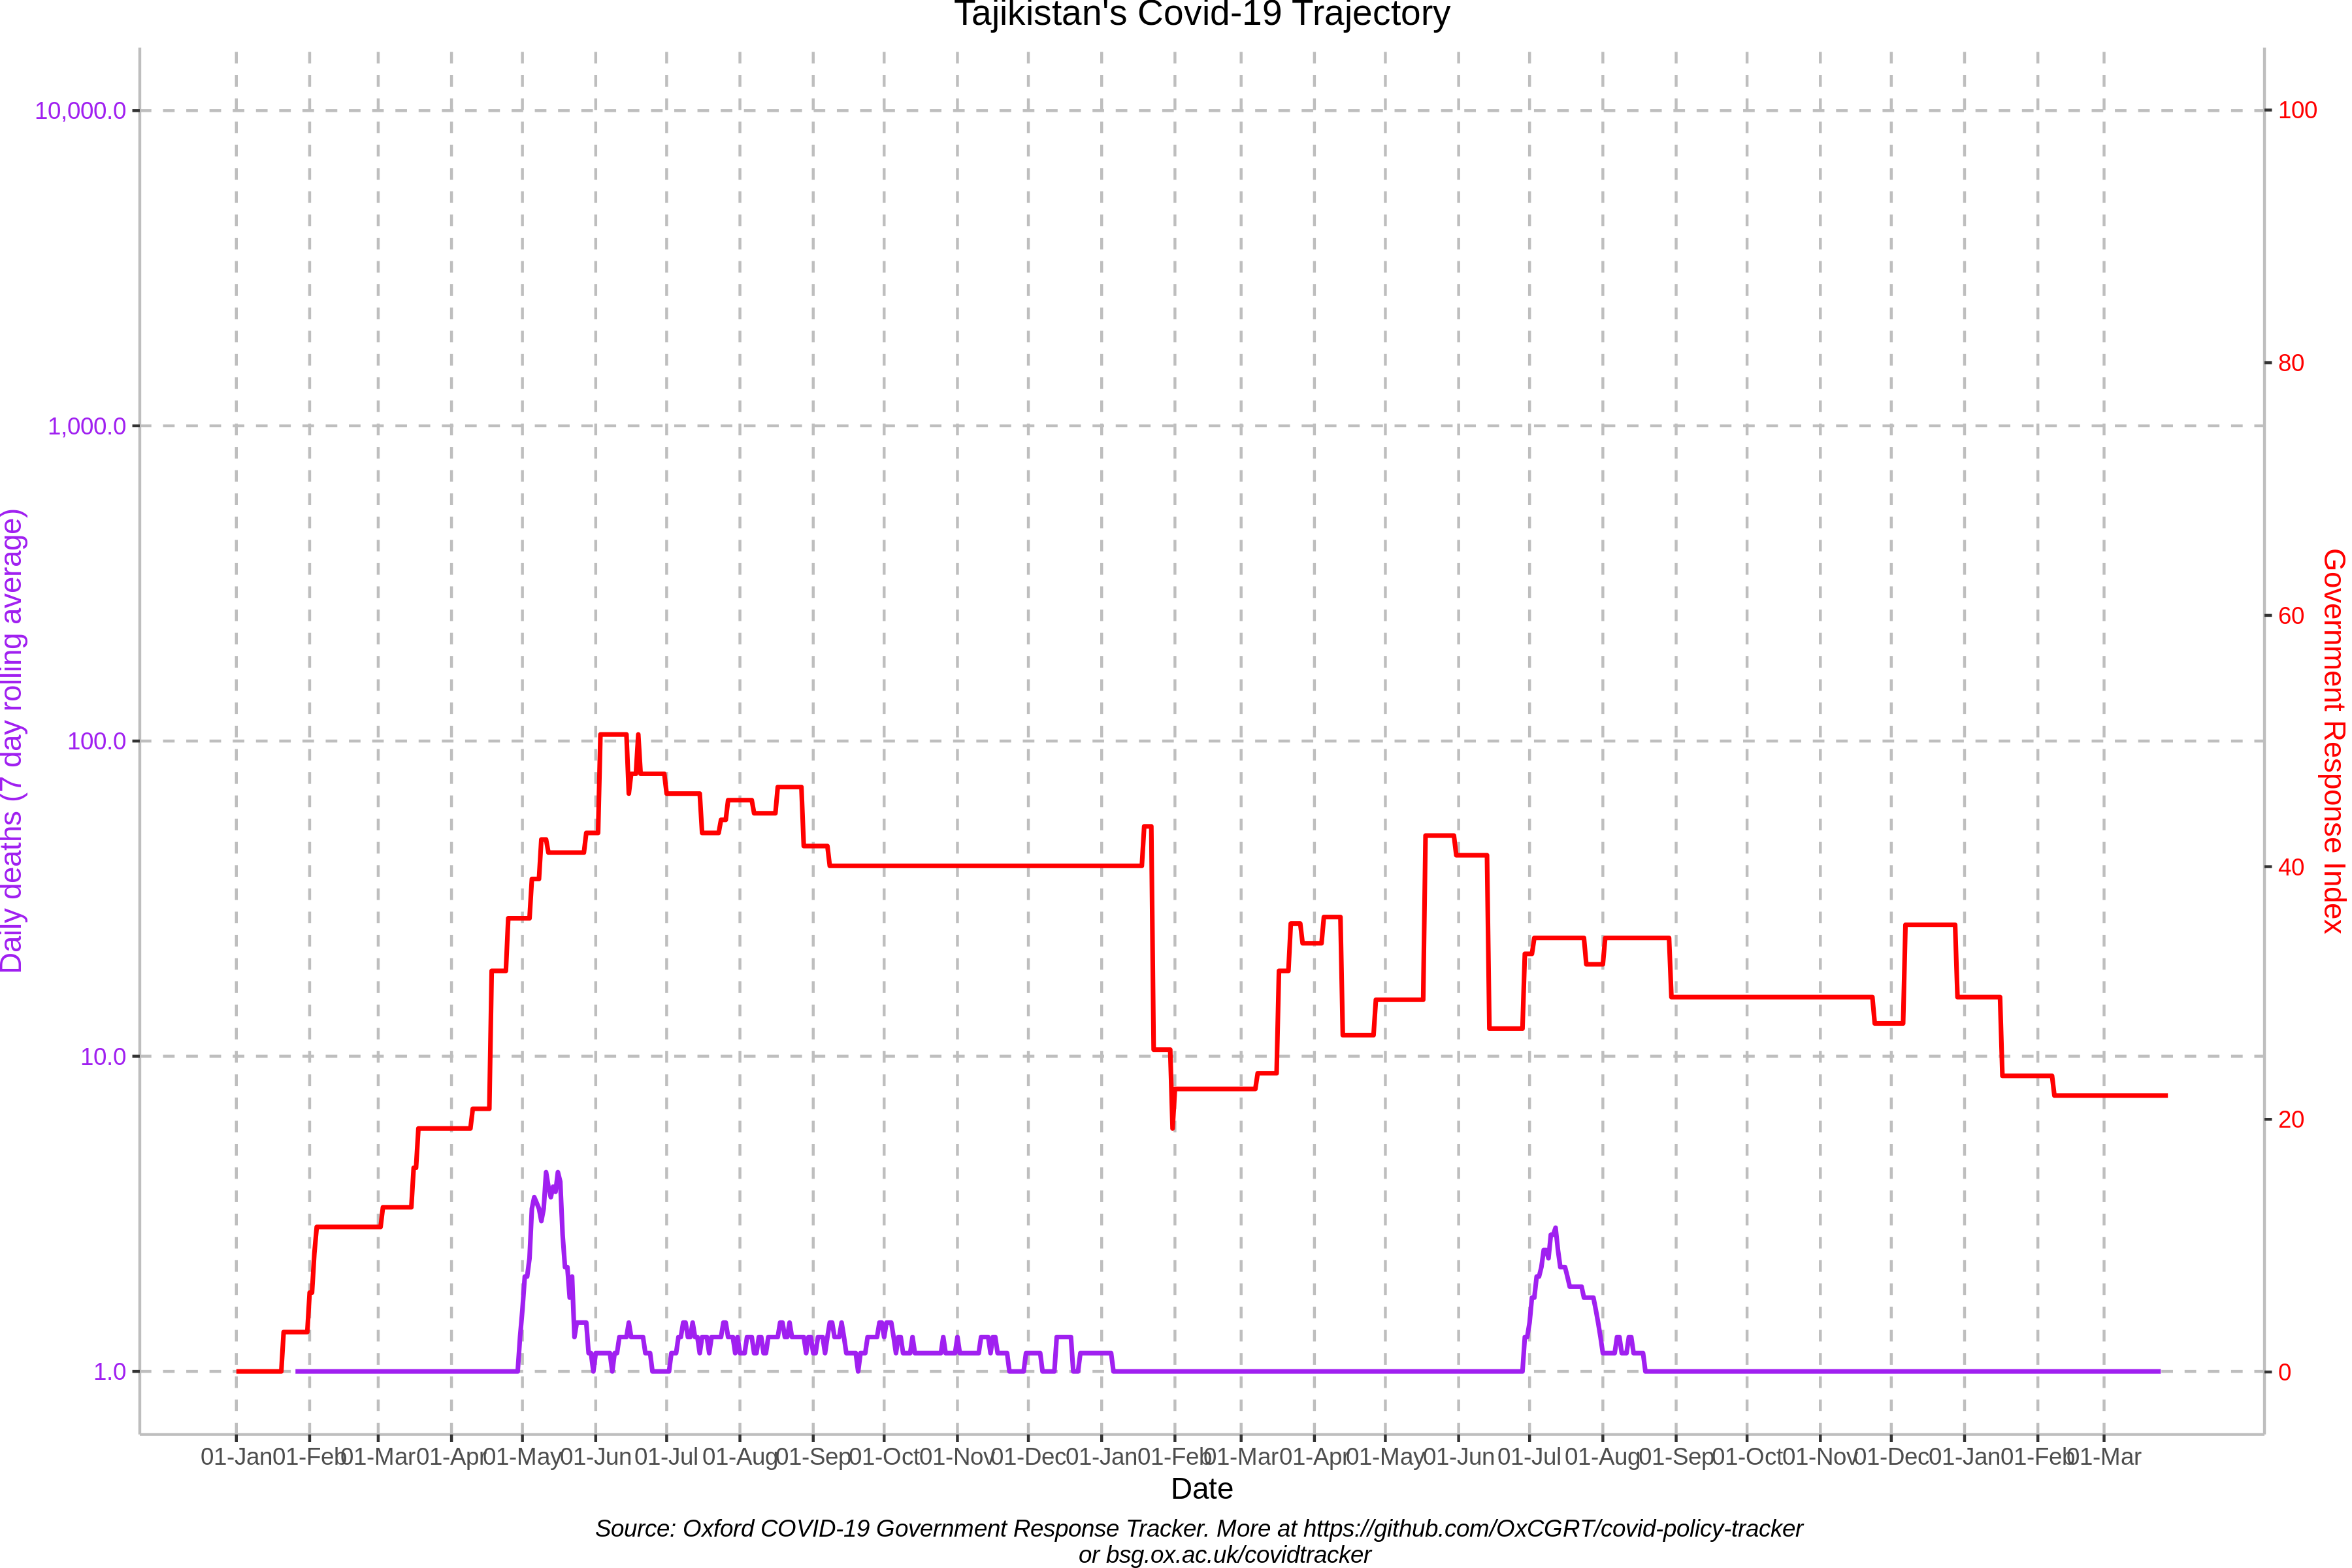 Tajikistan's Covid-19 Trajectory
10,000.0
1,000.0
100.0
10.0
1.0
Daily deaths (7 day rolling average)
100
80
60
40
20
0
Government Response Index
01-Jan 01-Feb 01-Mar 01-Apr 01-May 01-Jun 01-Jul 01-Aug 01-Sep 01-Oct 01-Nov 01-Dec 01-Jan 01-Feb 01-Mar 01-Apr 01-May 01-Jun 01-Jul 01-Aug 01-Sep 01-Oct 01-Nov 01-Dec 01-Jan 01-Feb 01-Mar
Date
Source: Oxford COVID-19 Government Response Tracker. More at https://github.com/OxCGRT/covid-policy-tracker
or bsg.ox.ac.uk/covidtracker